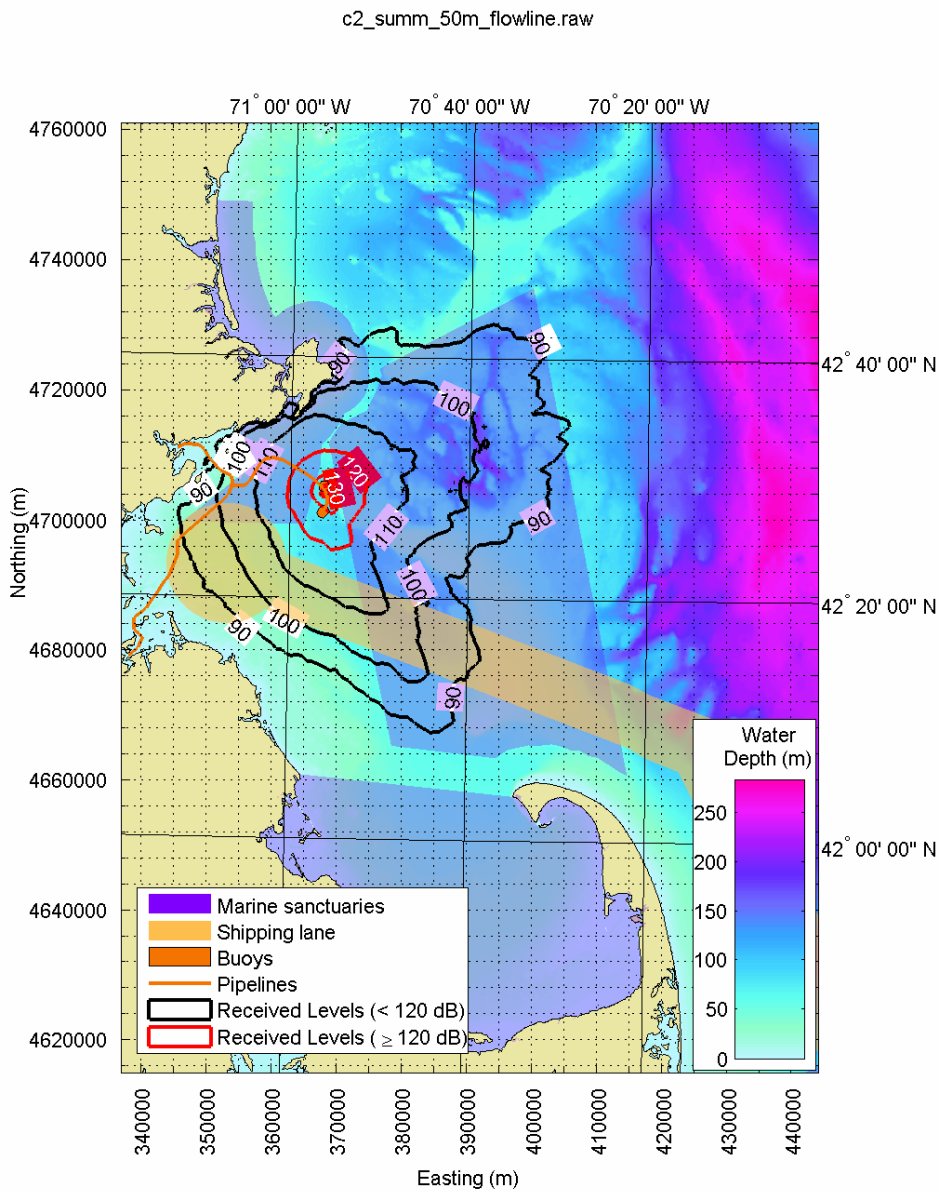 c2_summ_50m_flowline.raw
71° 00' 00" W
70° 40' 00" W
70° 20' 00" W
4760000
4740000
4720000
4700000
4680000
4660000
4640000
4620000
Northing (m)
42° 40' 00" N
42° 20' 00" N
42° 00' 00" N
90
90
100
100
110
120
130
90
90
110
100
100
90
90
Water
Depth (m)
250
200
150
100
50
0
Marine sanctuaries
Shipping lane
Buoys
Pipelines
Received Levels (< 120 dB)
Received Levels ( ≥ 120 dB)
340000
350000
360000
370000
380000
390000
400000
410000
420000
430000
440000
Easting (m)